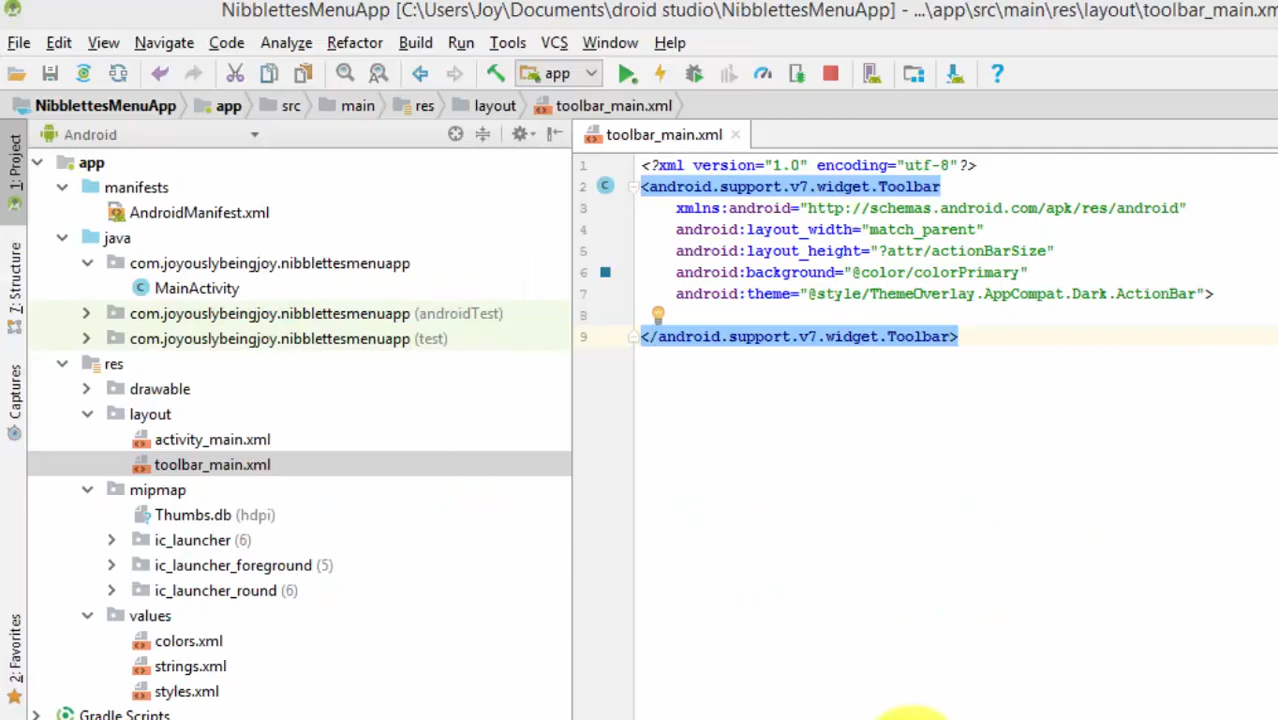 NibblettesMenuApp [C:\Users\Joy\Documents\droid studio\NibblettesMenuApp] - ...\app\src\main\res\layout\toolbar_main.xm
File Edit View Navigate Code Analyze Refactor Build Run Tools VCS Window Help
app
NibblettesMenuApp app src main res layout toolbar_main.xml
1: Project
7: Structure
Captures
2: Favorites
Android
app
manifests
AndroidManifest.xml
java
com.joyouslybeingjoy.nibblettesmenuapp
MainActivity
com.joyouslybeingjoy.nibblettesmenuapp (androidTest)
com.joyouslybeingjoy.nibblettesmenuapp (test)
res
drawable
layout
activity_main.xml
toolbar_main.xml
mipmap
Thumbs.db (hdpi)
ic_launcher (6)
ic_launcher_foreground (5)
ic_launcher_round (6)
values
colors.xml
strings.xml
styles.xml
Gradle Scripts
toolbar_main.xml
1 <?xml version="1.0" encoding="utf-8"?>
2 <android.support.v7.widget.Toolbar
3 xmlns:android="http://schemas.android.com/apk/res/android"
4 android:layout_width="match_parent"
5 android:layout_height="?attr/actionBarSize"
6 android:background="@color/colorPrimary"
7 android:theme="@style/ThemeOverlay.AppCompat.Dark.ActionBar">
8
9 </android.support.v7.widget.Toolbar>